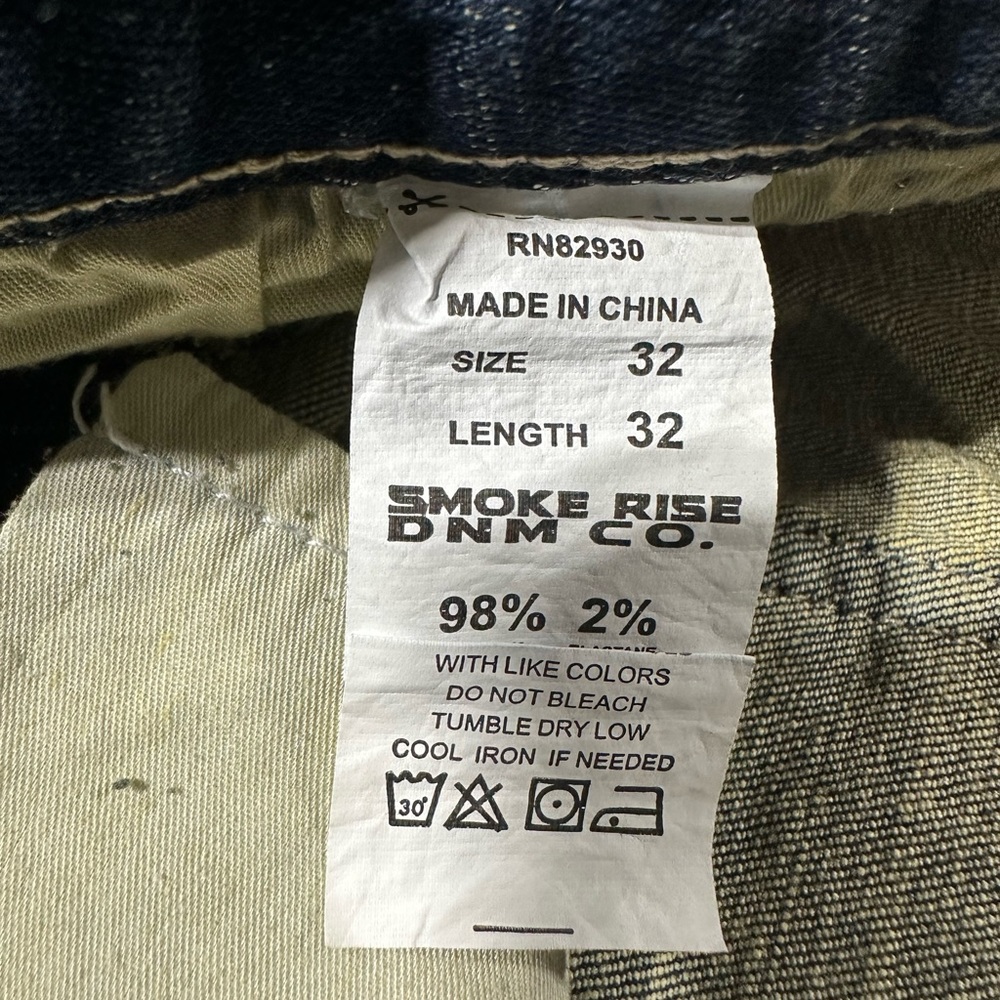 RN82930
MADE IN CHINA
SIZE 32
LENGTH 32
SMOKE RISE
DNM CO.
98% 2%
WITH LIKE COLORS
DO NOT BLEACH
TUMBLE DRY LOW
COOL IRON IF NEEDED
30°